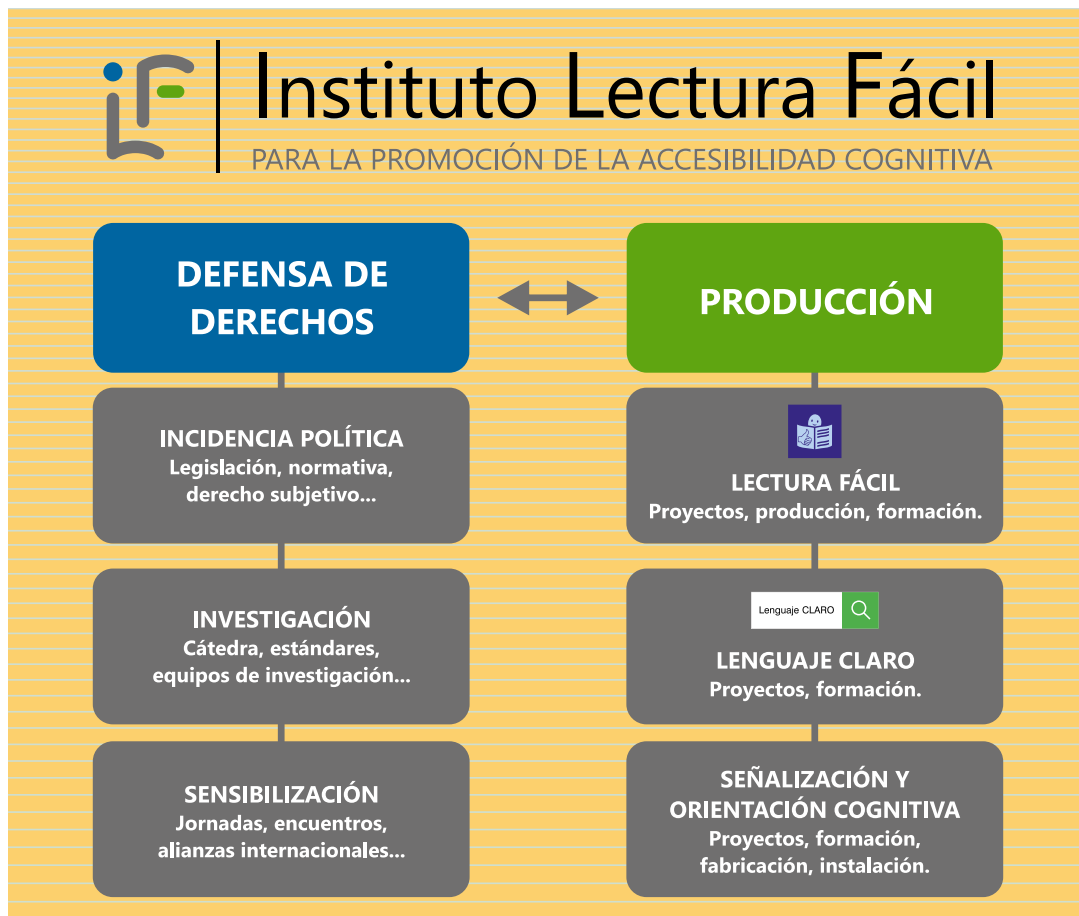 Instituto Lectura Fácil
PARA LA PROMOCIÓN DE LA ACCESIBILIDAD COGNITIVA
DEFENSA DE
DERECHOS
INCIDENCIA POLÍTICA
Legislación, normativa,
derecho subjetivo...
INVESTIGACIÓN
Cátedra, estándares,
equipos de investigación...
SENSIBILIZACIÓN
Jornadas, encuentros,
alianzas internacionales...
PRODUCCIÓN
LECTURA FÁCIL
Proyectos, producción, formación.
Lenguaje CLARO
LENGUAJE CLARO
Proyectos, formación.
SEÑALIZACIÓN Y
ORIENTACIÓN COGNITIVA
Proyectos, formación,
fabricación, instalación.